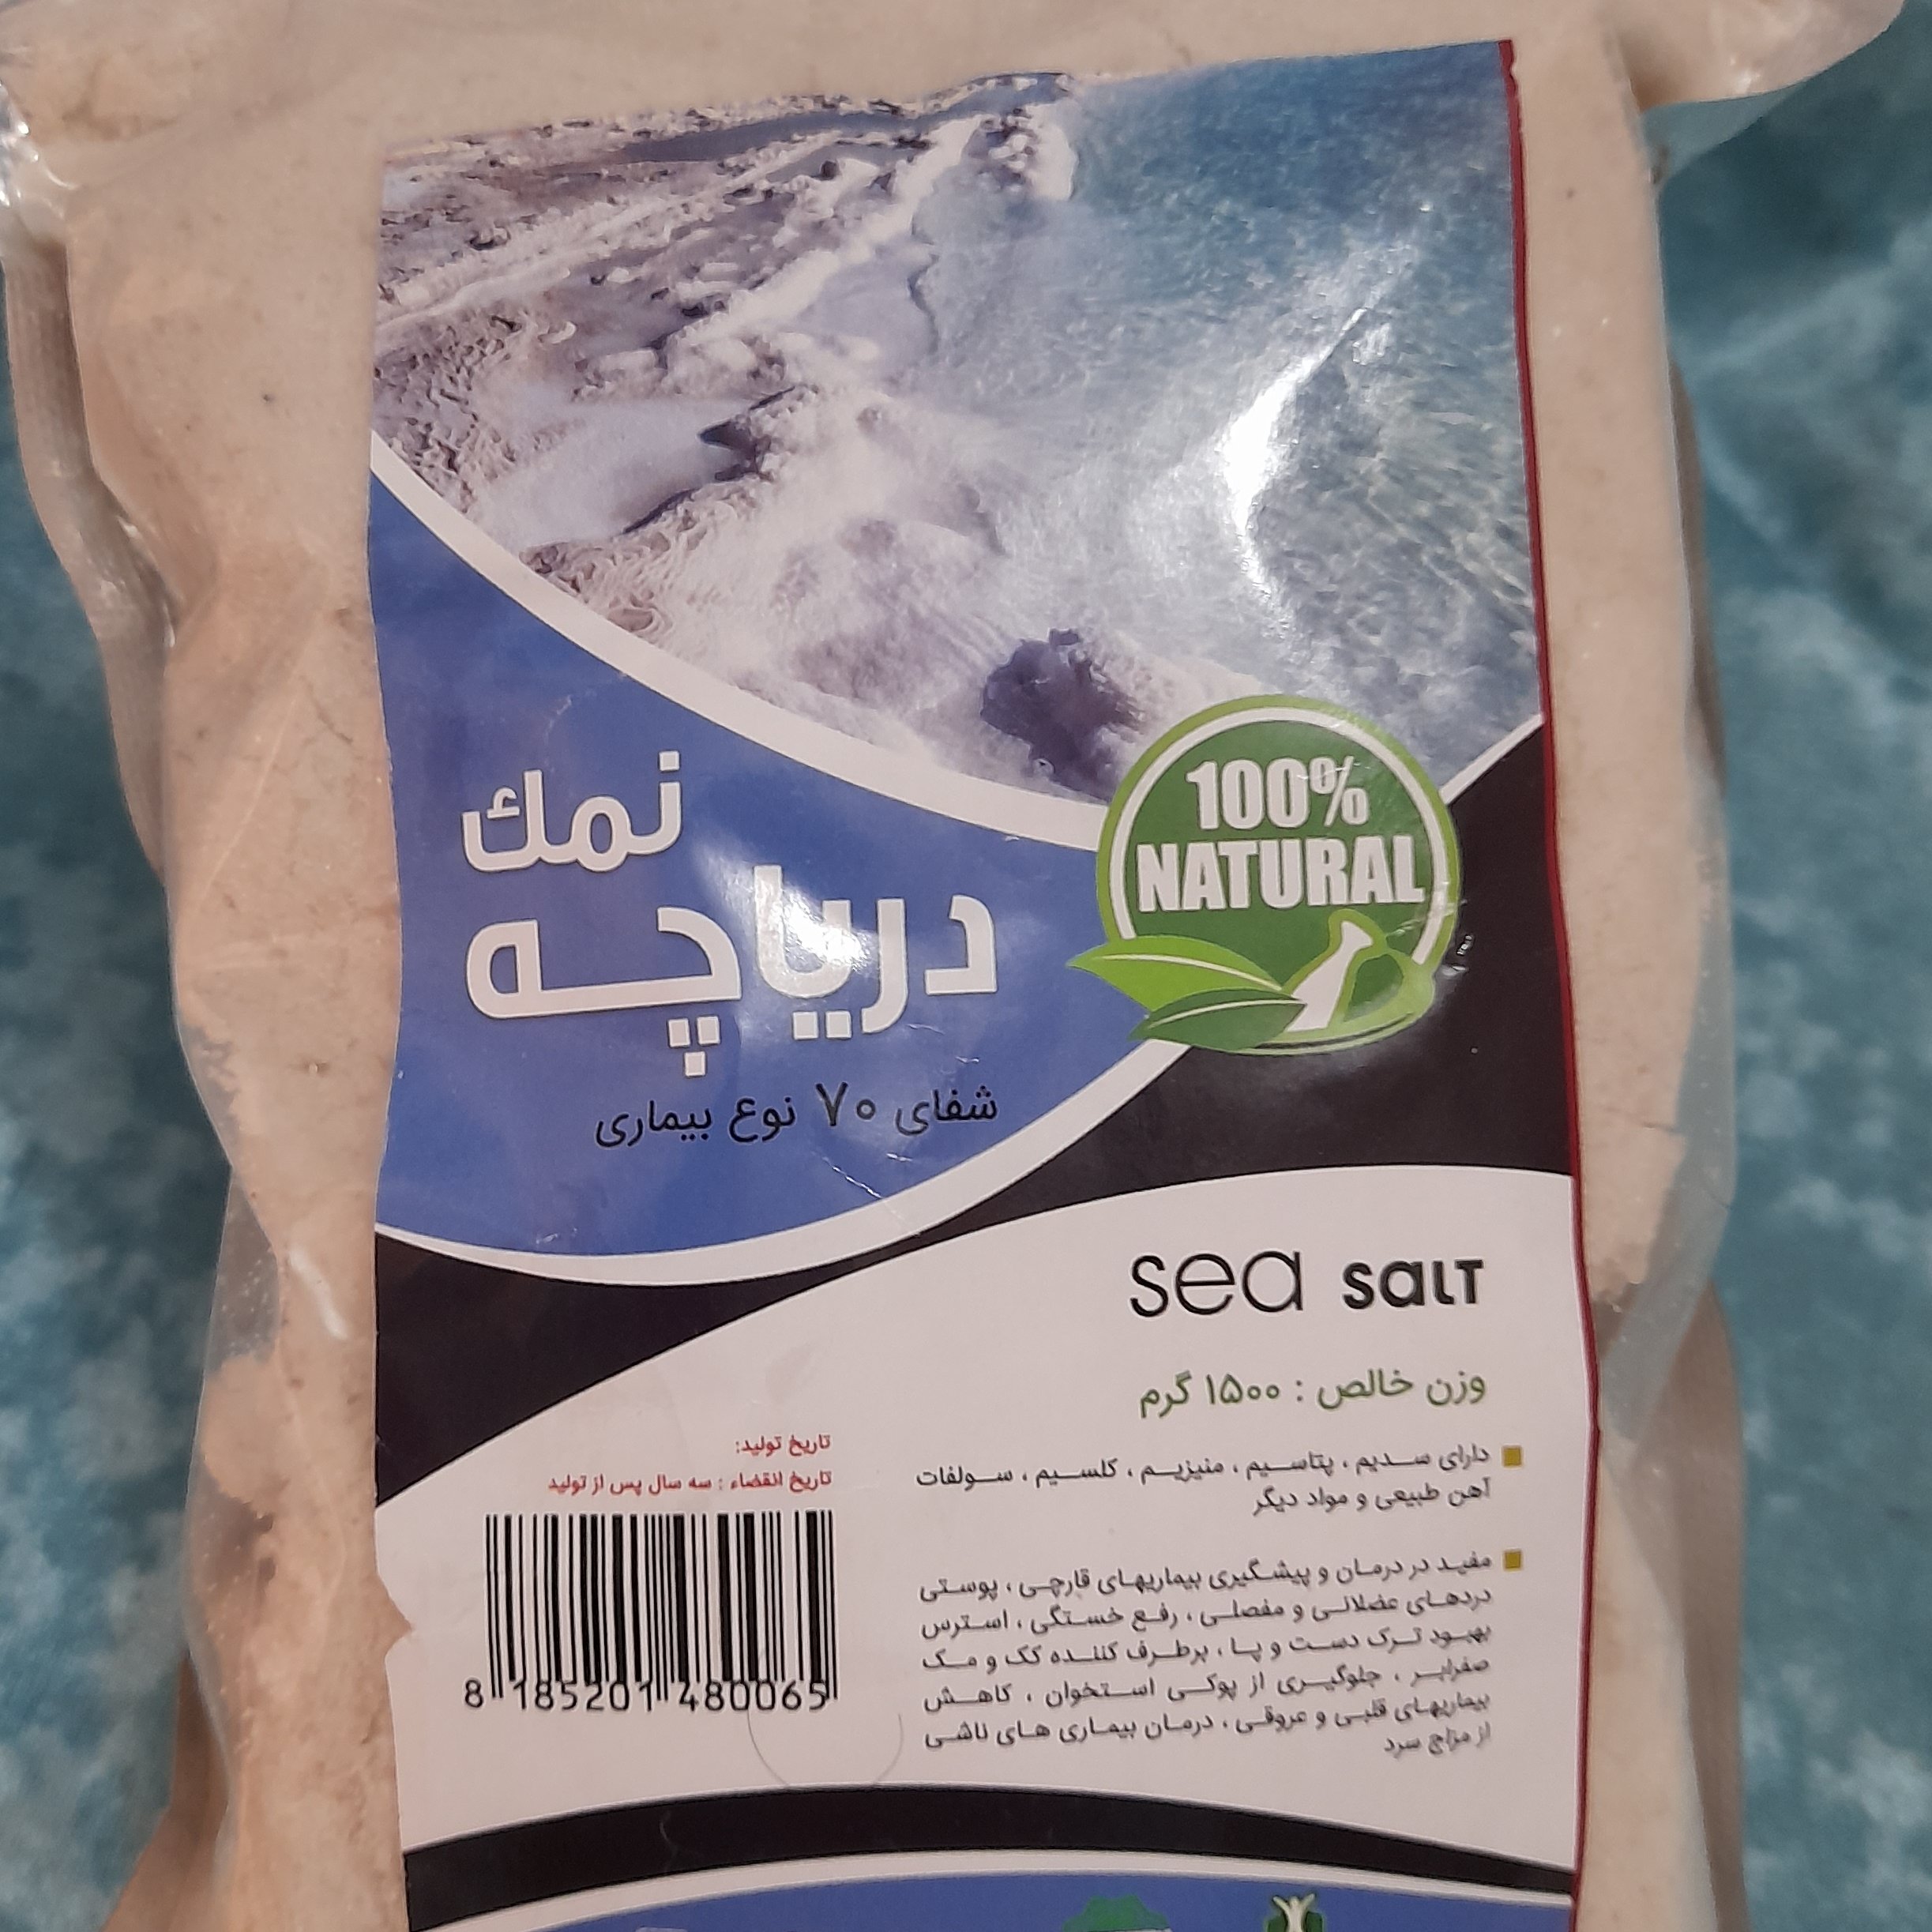 100%
NATURAL
نمك
دریاچه
شفای ۷۰ نوع بیماری
sea salt
وزن خالص : ۱۵۰۰ گرم
دارای سدیم ، پتاسیم ، منیزیم ، کلسیم ، سولفات
آهن طبیعی و مواد دیگر
مفید در درمان و پیشگیری بیماریهای قارچی ، پوستی
دردهای عضلانی و مفصلی ، رفع خستگی ، استرس
بهبود ترک دست و پا ، برطرف کننده کک و مک
صفرابر ، جلوگیری از پوکی استخوان ، کاهش
بیماریهای قلبی و عروقی ، درمان بیماری های ناشی
از مزاج سرد
تاریخ تولید:
تاریخ انقضاء : سه سال پس از تولید
8 185201 480065